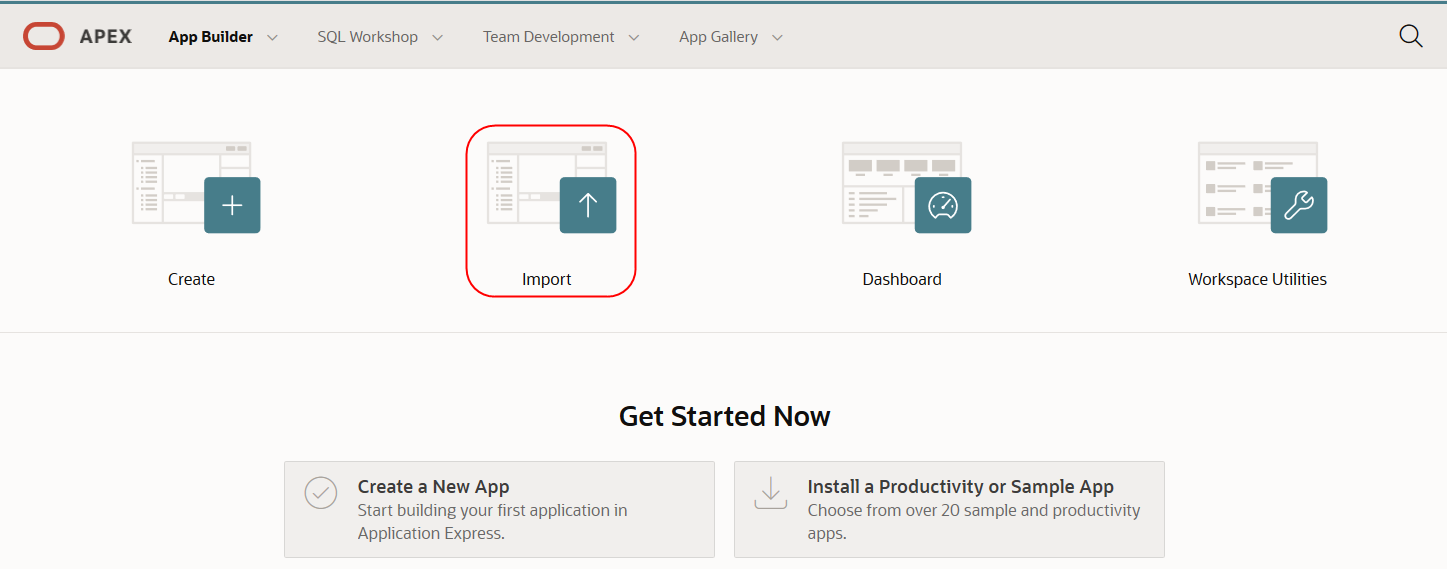 APEX App Builder SQL Workshop Team Development App Gallery
Create Import Dashboard Workspace Utilities
Get Started Now
Create a New App
Start building your first application in
Application Express.
Install a Productivity or Sample App
Choose from over 20 sample and productivity
apps.